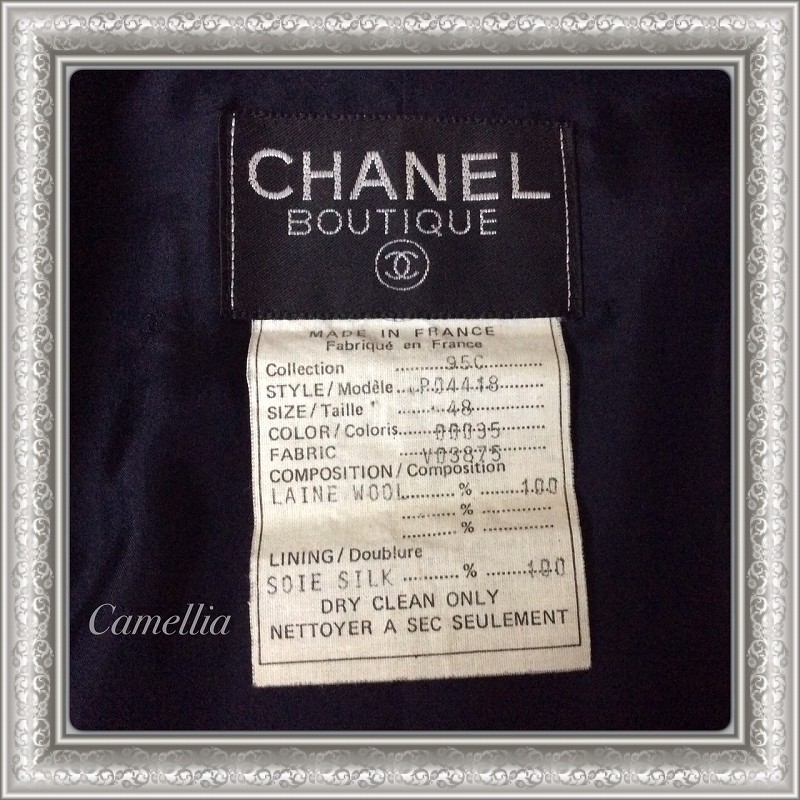 CHANEL
BOUTIQUE
MADE IN FRANCE
Fabriqué en France
Collection ........ 95C ........
STYLE/Modèle ........ P04418 ........
SIZE/Taille * ........ 48 ........
COLOR/Coloris ........ 00035 ........
FABRIC V03875
COMPOSITION/Composition
LAINE WOOL ........ % ........ 100
........ % ........
........ % ........
LINING/Doublure
SOIE SILK ........ % ........ 100
DRY CLEAN ONLY
NETTOYER A SEC SEULEMENT
Camellia